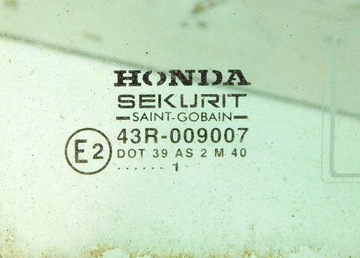 HONDA
SEKURIT
SAINT-GOBAIN
E2 43R-009007
DOT 39 AS 2 M 40
...... 1